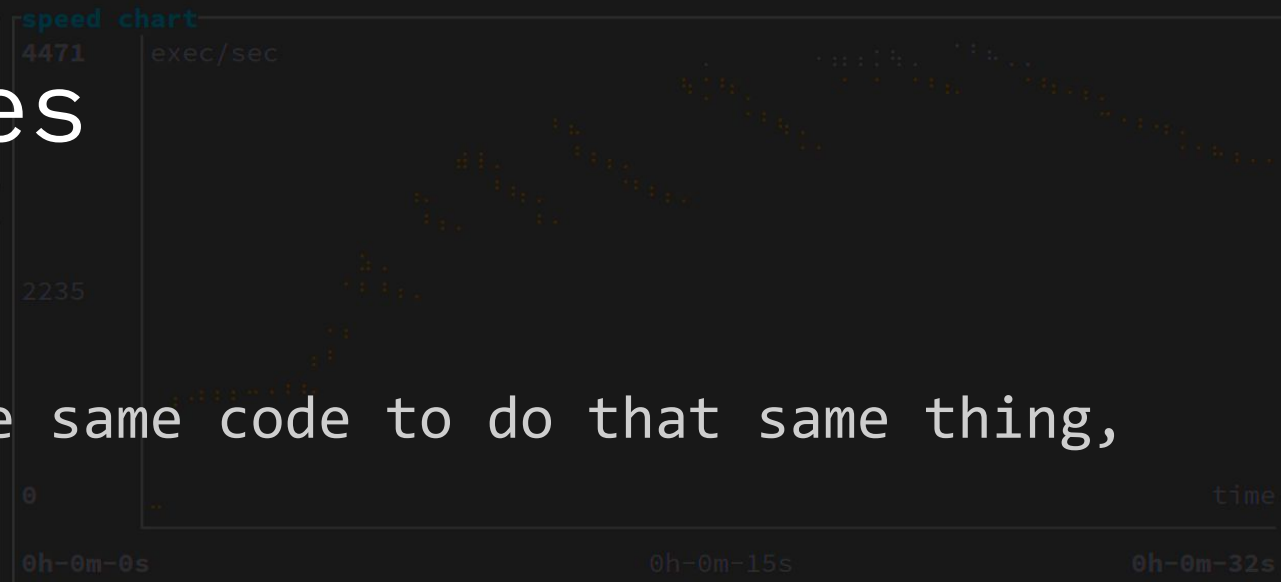 speed chart
4471 exec/sec
es
2235
e same code to do that same thing,
0 time
0h-0m-0s 0h-0m-15s 0h-0m-32s